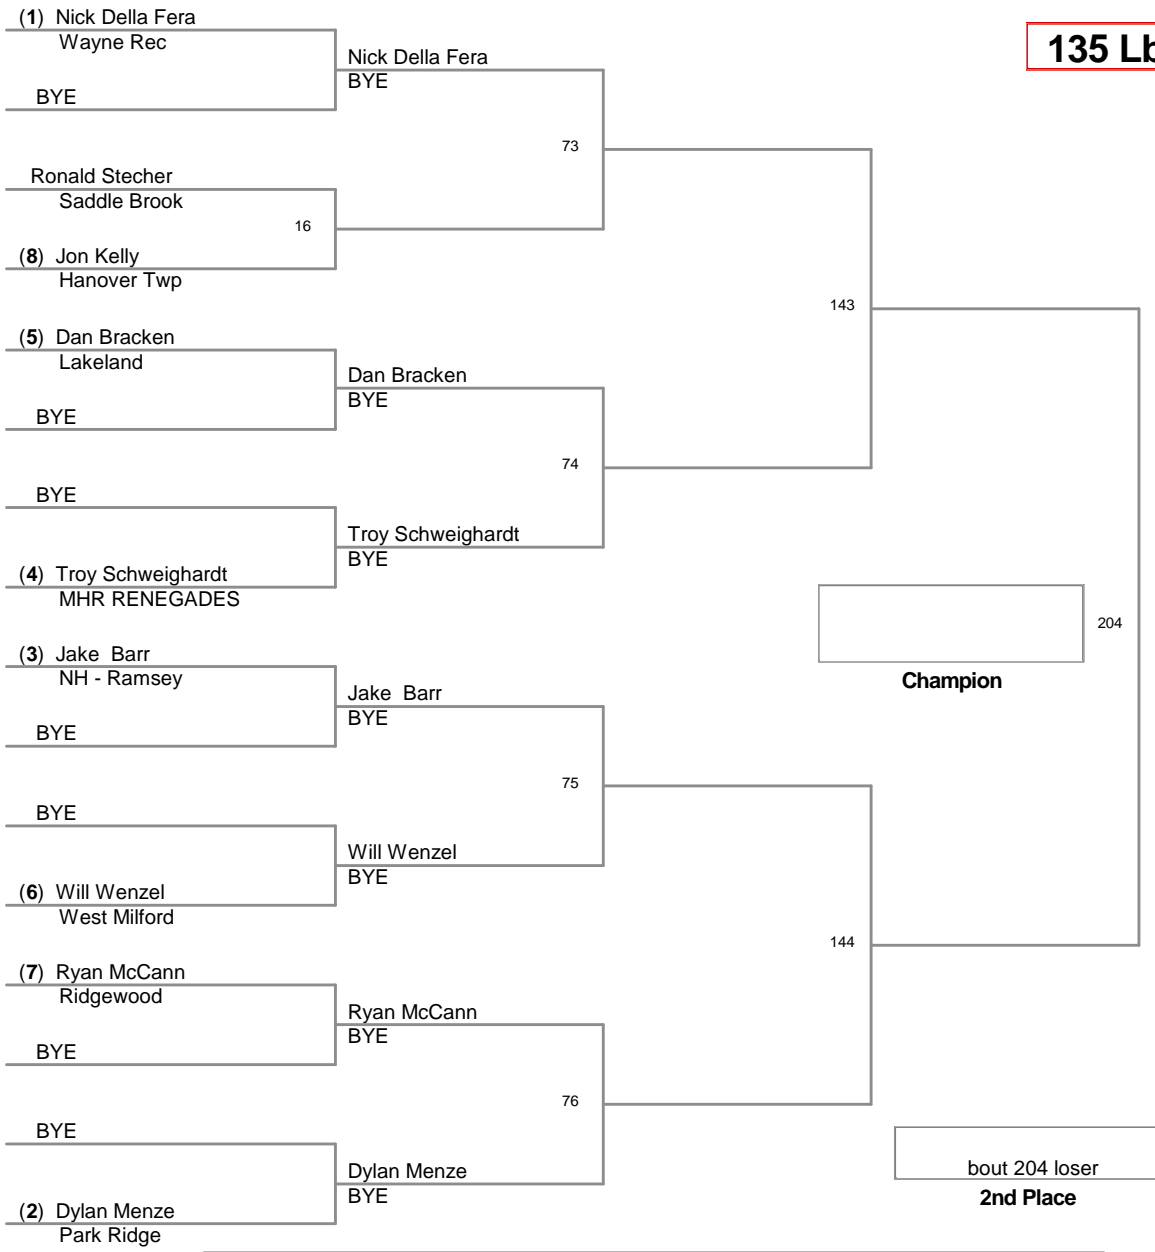 (1) Nick Della Fera
Wayne Rec
BYE
Ronald Stecher
Saddle Brook
(8) Jon Kelly
Hanover Twp
(5) Dan Bracken
Lakeland
BYE
BYE
(4) Troy Schweighardt
MHR RENEGADES
(3) Jake Barr
NH - Ramsey
BYE
BYE
(6) Will Wenzel
West Milford
(7) Ryan McCann
Ridgewood
BYE
BYE
(2) Dylan Menze
Park Ridge
Nick Della Fera
BYE
16
Dan Bracken
BYE
Troy Schweighardt
BYE
Jake Barr
BYE
Will Wenzel
BYE
Ryan McCann
BYE
Dylan Menze
BYE
73
74
75
76
143
144
135 Lb
204
Champion
bout 204 loser
2nd Place